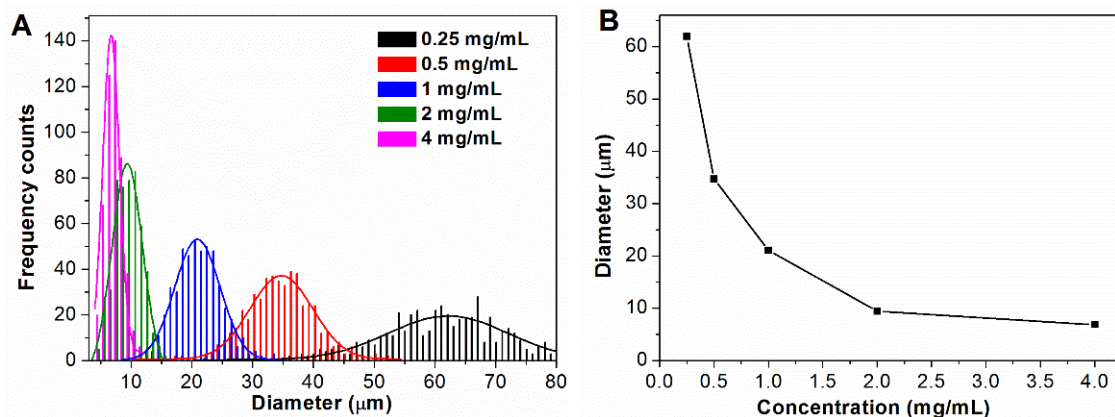 A
140
120
100
80
60
40
20
0
Frequency counts
10 20 30 40 50 60 70 80
Diameter (μm)
0.25 mg/mL
0.5 mg/mL
1 mg/mL
2 mg/mL
4 mg/mL
B
60
50
40
30
20
10
0
Diameter (μm)
0.0 0.5 1.0 1.5 2.0 2.5 3.0 3.5 4.0
Concentration (mg/mL)